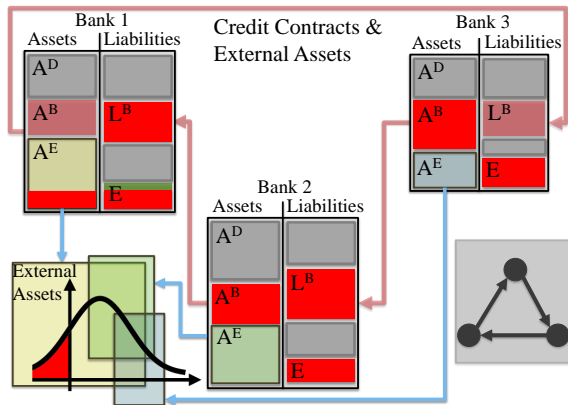 Bank 1
Assets Liabilities
A^D
A^B L^B
A^E
E
Credit Contracts &
External Assets
Bank 3
Assets Liabilities
A^D
A^B L^B
A^E E
Bank 2
Assets Liabilities
A^D
L^B
A^B
A^E
E
External
Assets